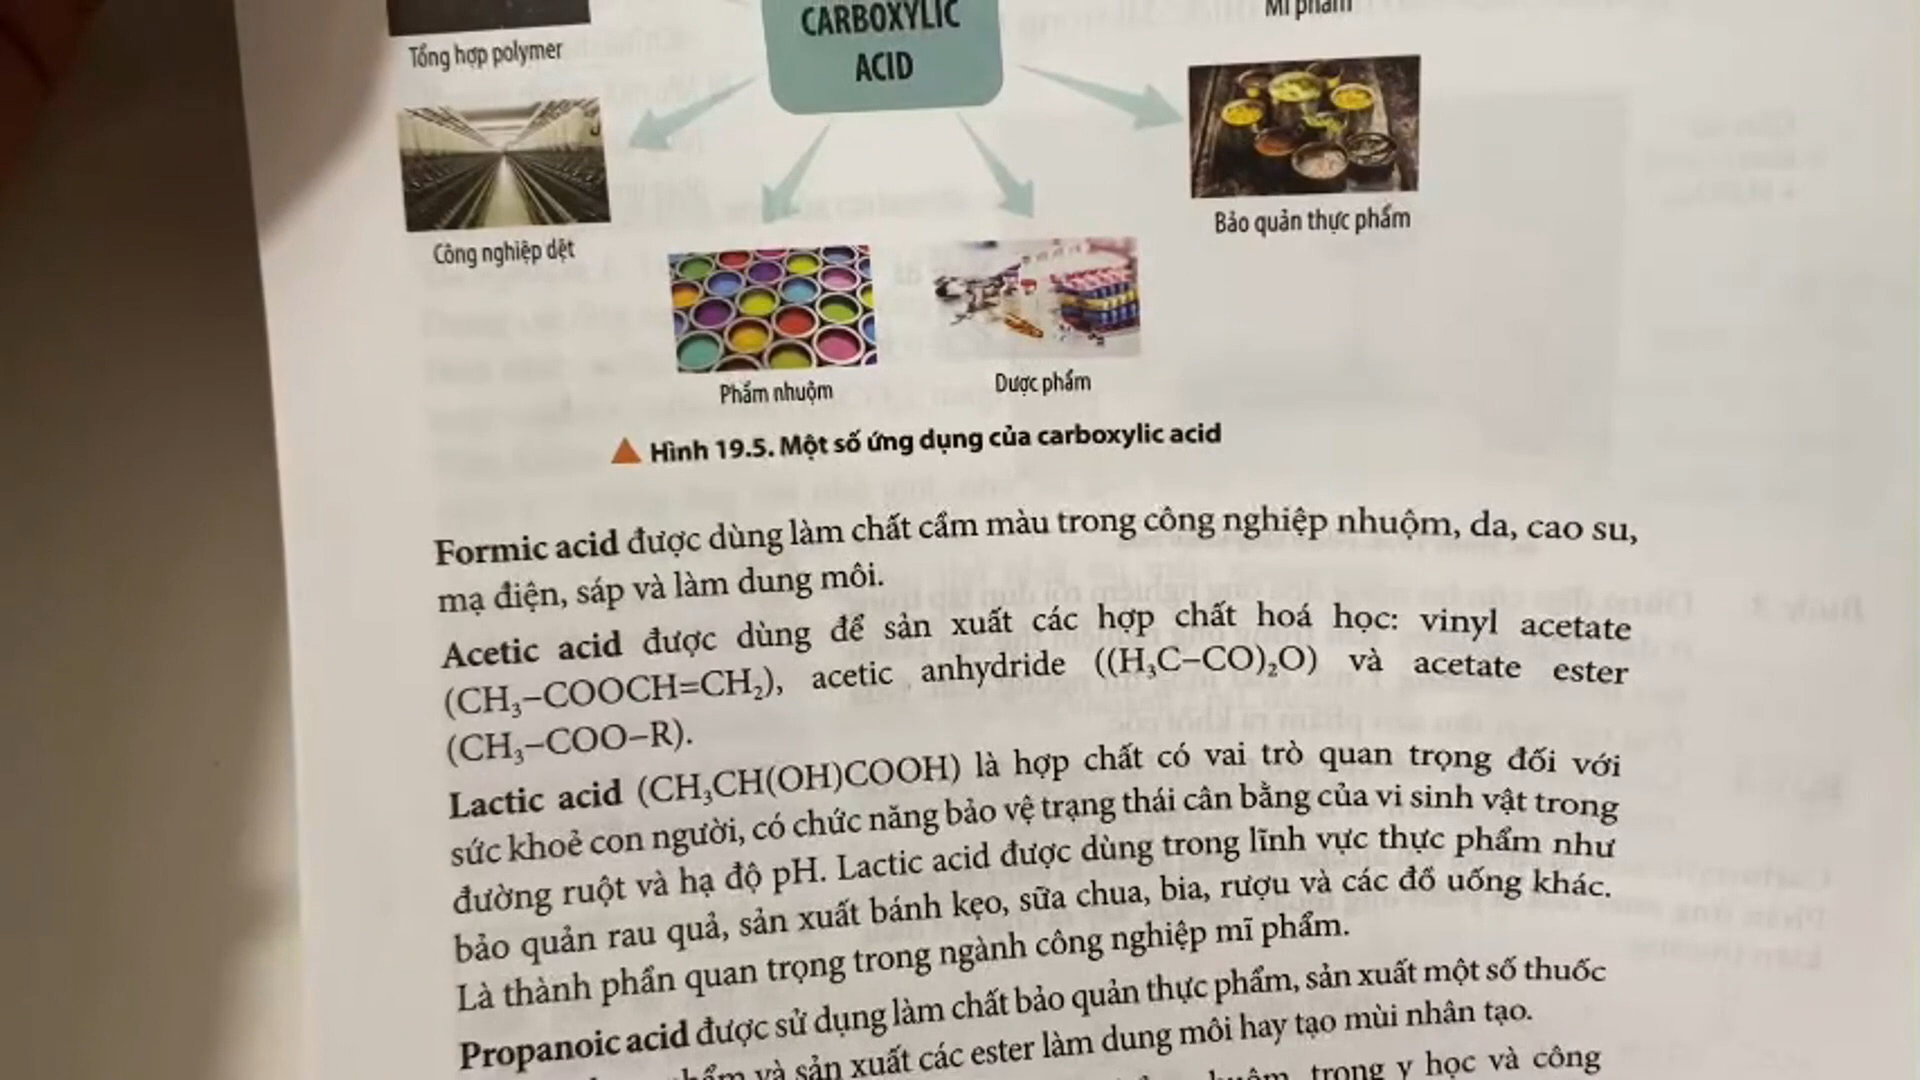 CARBOXYLIC
ACID
Mĩ phẩm
Tổng hợp polymer
Bảo quản thực phẩm
Công nghiệp dệt
Phẩm nhuộm
Dược phẩm
Hình 19.5. Một số ứng dụng của carboxylic acid
Formic acid được dùng làm chất cầm màu trong công nghiệp nhuộm, da, cao su,
mạ điện, sáp và làm dung môi.
Acetic acid được dùng để sản xuất các hợp chất hoá học: vinyl acetate
(CH₃–COOCH=CH₂), acetic anhydride ((H₃C–CO)₂O) và acetate ester
(CH₃–COO–R).
Lactic acid (CH₃CH(OH)COOH) là hợp chất có vai trò quan trọng đối với
sức khoẻ con người, có chức năng bảo vệ trạng thái cân bằng của vi sinh vật trong
đường ruột và hạ độ pH. Lactic acid được dùng trong lĩnh vực thực phẩm như
bảo quản rau quả, sản xuất bánh kẹo, sữa chua, bia, rượu và các đồ uống khác.
Là thành phần quan trọng trong ngành công nghiệp mĩ phẩm.
Propanoic acid được sử dụng làm chất bảo quản thực phẩm, sản xuất một số thuốc
và sản xuất các ester làm dung môi hay tạo mùi nhân tạo.
trong y học và công